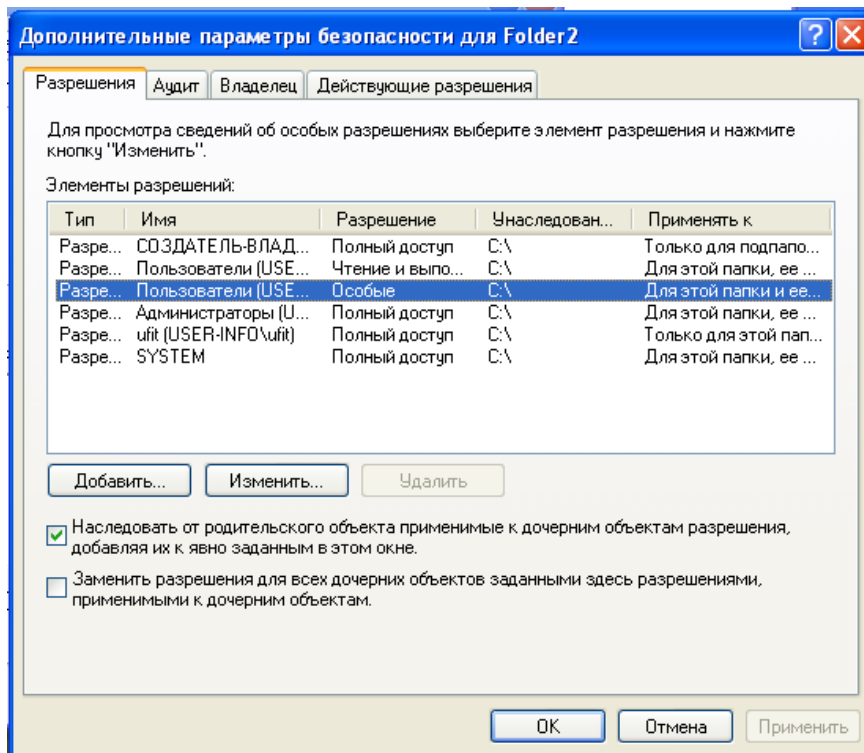 Дополнительные параметры безопасности для Folder2
Разрешения Аудит Владелец Действующие разрешения
Для просмотра сведений об особых разрешениях выберите элемент разрешения и нажмите
кнопку "Изменить".
Элементы разрешений:
Тип Имя Разрешение Унаследован... Применять к
Разре... СОЗДАТЕЛЬ-ВЛАД... Полный доступ C:\ Только для подпапо...
Разре... Пользователи (USE... Чтение и выпо... C:\ Для этой папки, ее ...
Разре... Пользователи (USE... Особые C:\ Для этой папки и ее...
Разре... Администраторы (U... Полный доступ C:\ Для этой папки, ее ...
Разре... ufit (USER-INFO\ufit) Полный доступ C:\ Только для этой пап...
Разре... SYSTEM Полный доступ C:\ Для этой папки, ее ...
Добавить... Изменить... Удалить
Наследовать от родительского объекта применимые к дочерним объектам разрешения,
добавляя их к явно заданным в этом окне.
Заменить разрешения для всех дочерних объектов заданными здесь разрешениями,
применимыми к дочерним объектам.
OK Отмена Применить